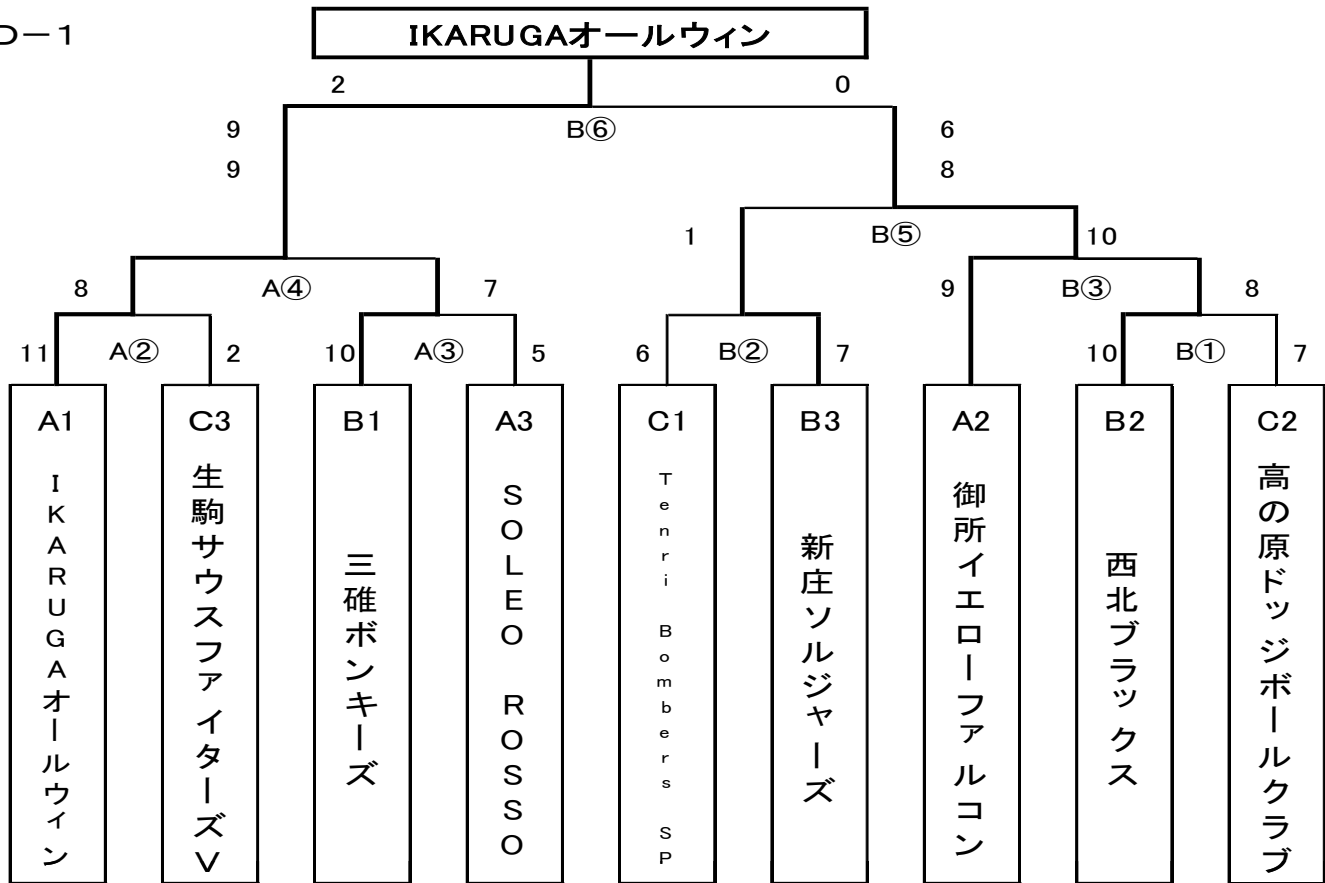 D－1
IKARUGAオールウィン
2 0
9 B⑥ 6
9 8
1 B⑤ 10
8 A④ 7 9 B③ 8
11 A② 2 10 A③ 5 6 B② 7 10 B① 7
A1 C3 B1 A3 C1 B3 A2 B2 C2
IKARUGAオールウィン
生駒サウスファイターズV
三碓ボンキーズ
SOLEO ROSSO
Tenri Bombers SP
新庄ソルジャーズ
御所イエローファルコン
西北ブラックス
高の原ドッジボールクラブ